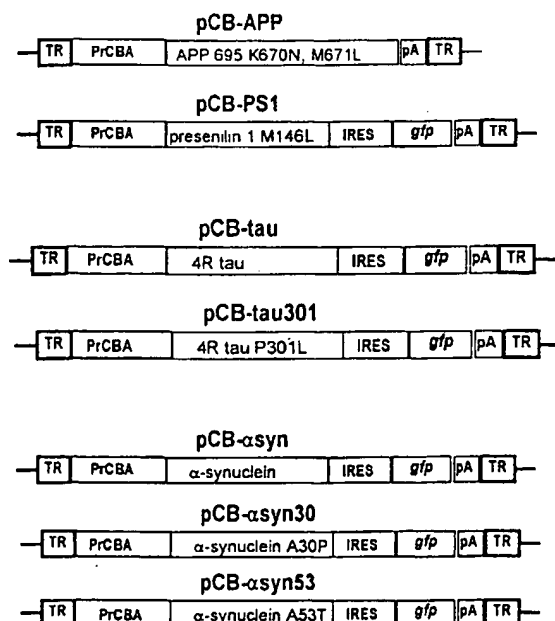 pCB-APP
TR PrCBA APP 695 K670N, M671L pA TR
pCB-PS1
TR PrCBA presenilin 1 M146L IRES gfp pA TR
pCB-tau
TR PrCBA 4R tau IRES gfp pA TR
pCB-tau301
TR PrCBA 4R tau P301L IRES gfp pA TR
pCB-αsyn
TR PrCBA α-synuclein IRES gfp pA TR
pCB-αsyn30
TR PrCBA α-synuclein A30P IRES gfp pA TR
pCB-αsyn53
TR PrCBA α-synuclein A53T IRES gfp pA TR